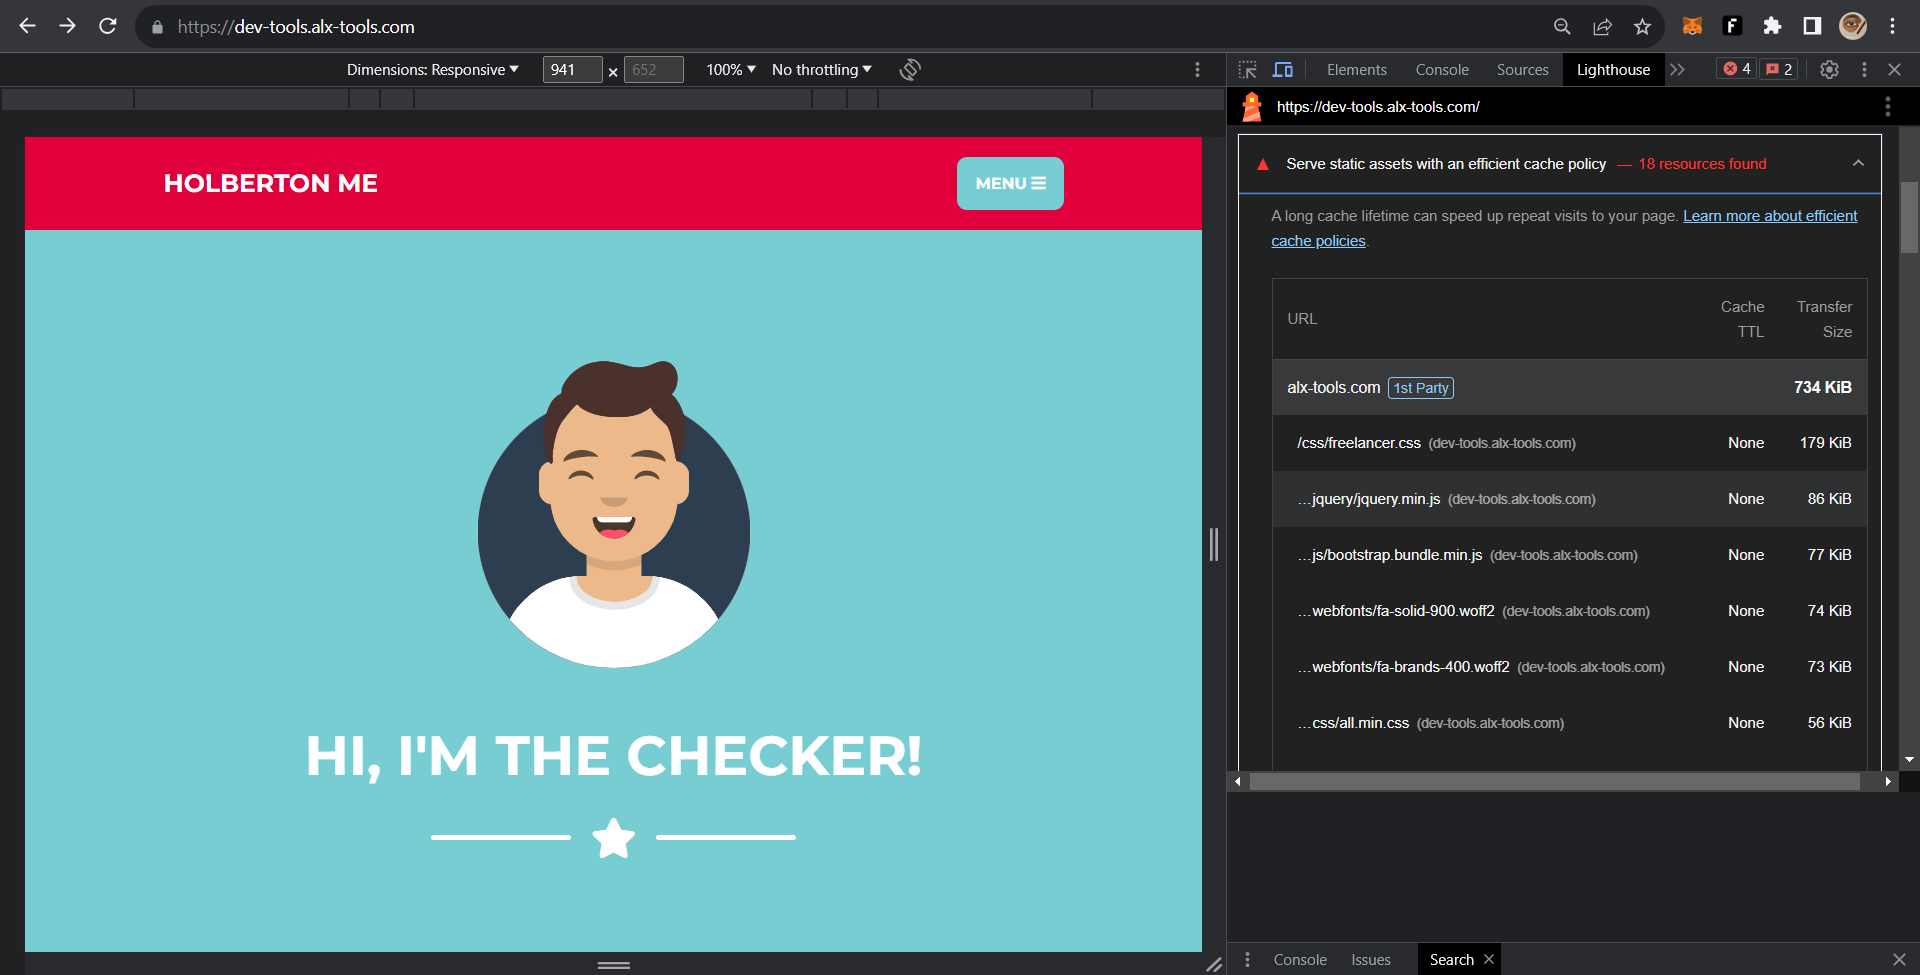 https://dev-tools.alx-tools.com
Dimensions: Responsive 941 × 652 100% No throttling
Elements Console Sources Lighthouse 4 2
https://dev-tools.alx-tools.com/
HOLBERTON ME
MENU
HI, I'M THE CHECKER!
Serve static assets with an efficient cache policy — 18 resources found
A long cache lifetime can speed up repeat visits to your page. Learn more about efficient
cache policies.
URL Cache TTL Transfer Size
alx-tools.com 1st Party 734 KiB
/css/freelancer.css (dev-tools.alx-tools.com) None 179 KiB
…jquery/jquery.min.js (dev-tools.alx-tools.com) None 86 KiB
…js/bootstrap.bundle.min.js (dev-tools.alx-tools.com) None 77 KiB
…webfonts/fa-solid-900.woff2 (dev-tools.alx-tools.com) None 74 KiB
…webfonts/fa-brands-400.woff2 (dev-tools.alx-tools.com) None 73 KiB
…css/all.min.css (dev-tools.alx-tools.com) None 56 KiB
Console Issues Search